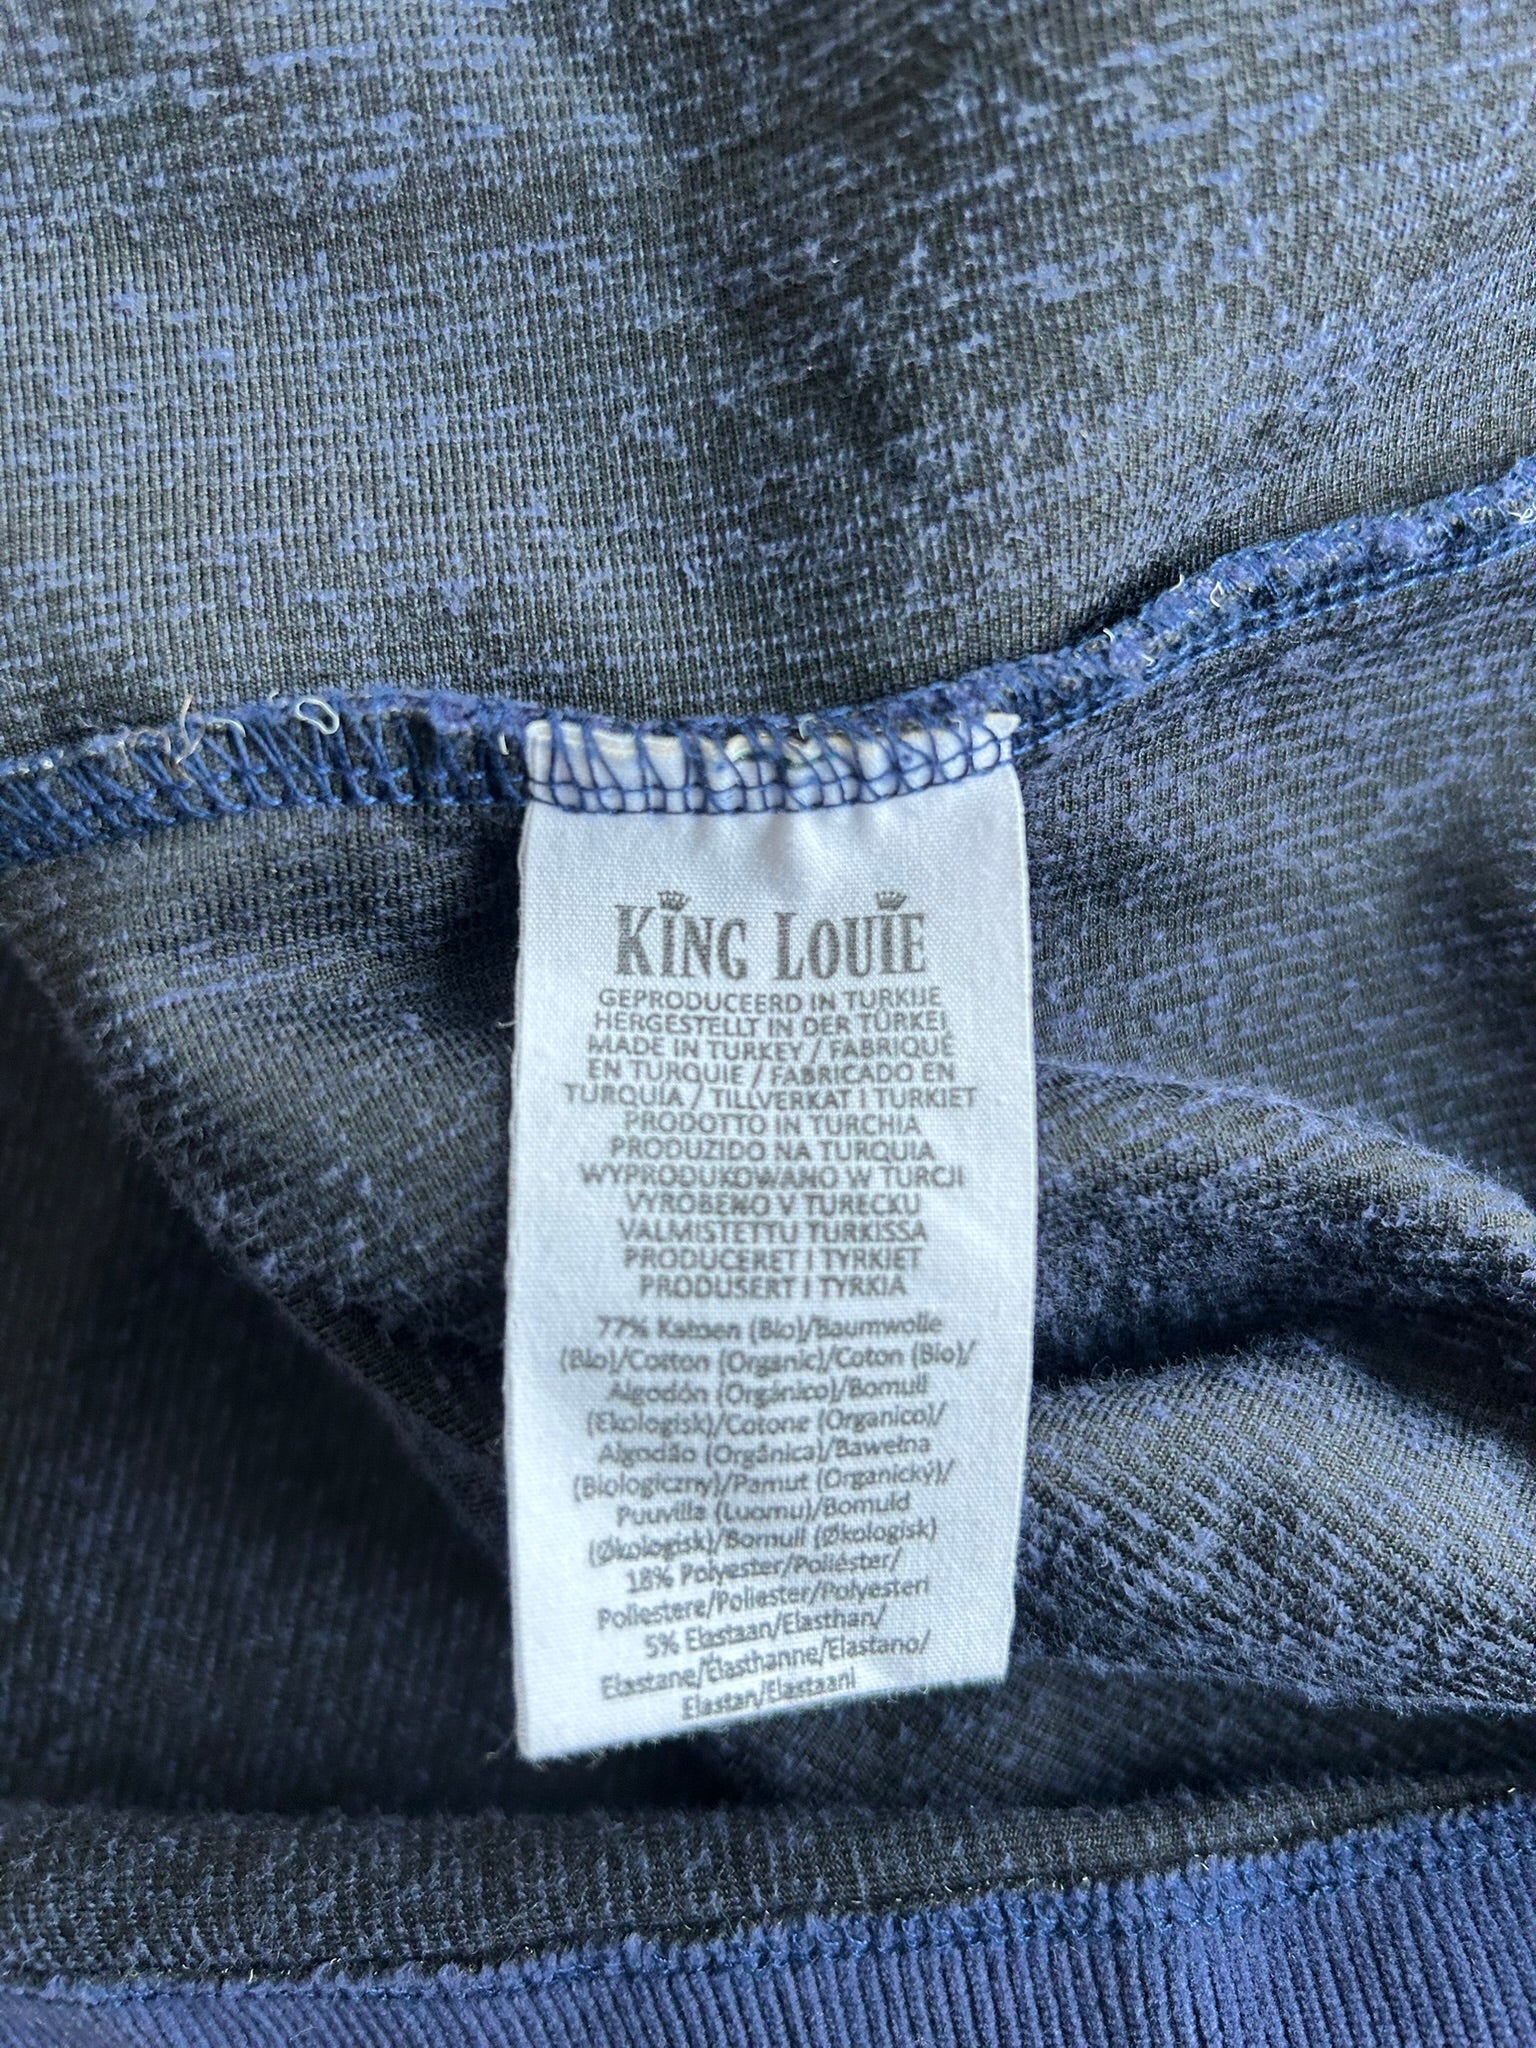 KING LOUIE
GEPRODUCEERD IN TURKIJE
HERGESTELLT IN DER TÜRKEI
MADE IN TURKEY / FABRIQUÉ
EN TURQUIE / FABRICADO EN
TURQUÍA / TILLVERKAT I TURKIET
PRODOTTO IN TURCHIA
PRODUZIDO NA TURQUIA
WYPRODUKOWANO W TURCJI
VYROBENO V TURECKU
VALMISTETTU TURKISSA
PRODUCERET I TYRKIET
PRODUSERT I TYRKIA
77% Katoen (Bio)/Baumwolle
(Bio)/Cotton (Organic)/Coton (Bio)/
Algodón (Orgánico)/Bomull
(Ekologisk)/Cotone (Organico)/
Algodão (Orgânica)/Bawełna
(Biologiczny)/Pamut (Organický)/
Puuvilla (Luomu)/Bomuld
(Økologisk)/Bomull (Økologisk)
18% Polyester/Poliéster/
Poliestere/Poliester/Polyesteri
5% Elastaan/Elasthan/
Elastane/Élasthanne/Elastano/
Elastan/Elastaani